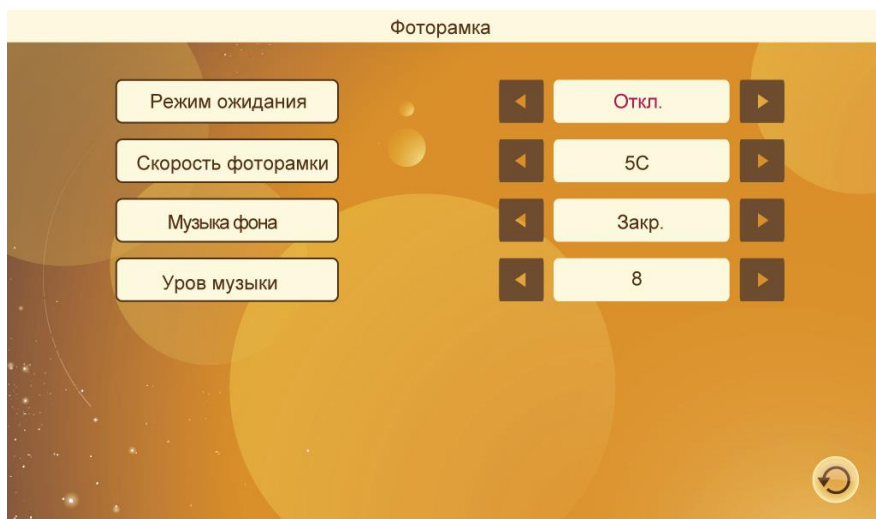 Фоторамка
Режим ожидания Откл.
Скорость фоторамки 5С
Музыка фона Закр.
Уров музыки 8